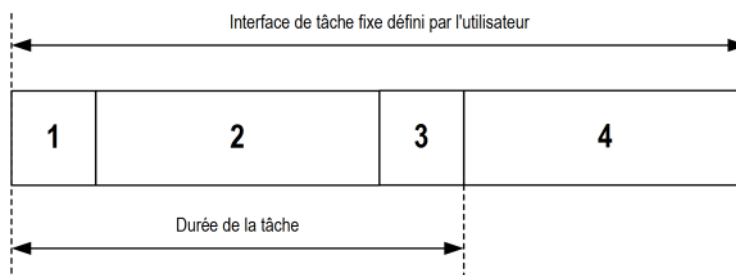 Interface de tâche fixe défini par l'utilisateur
1 2 3 4
Durée de la tâche